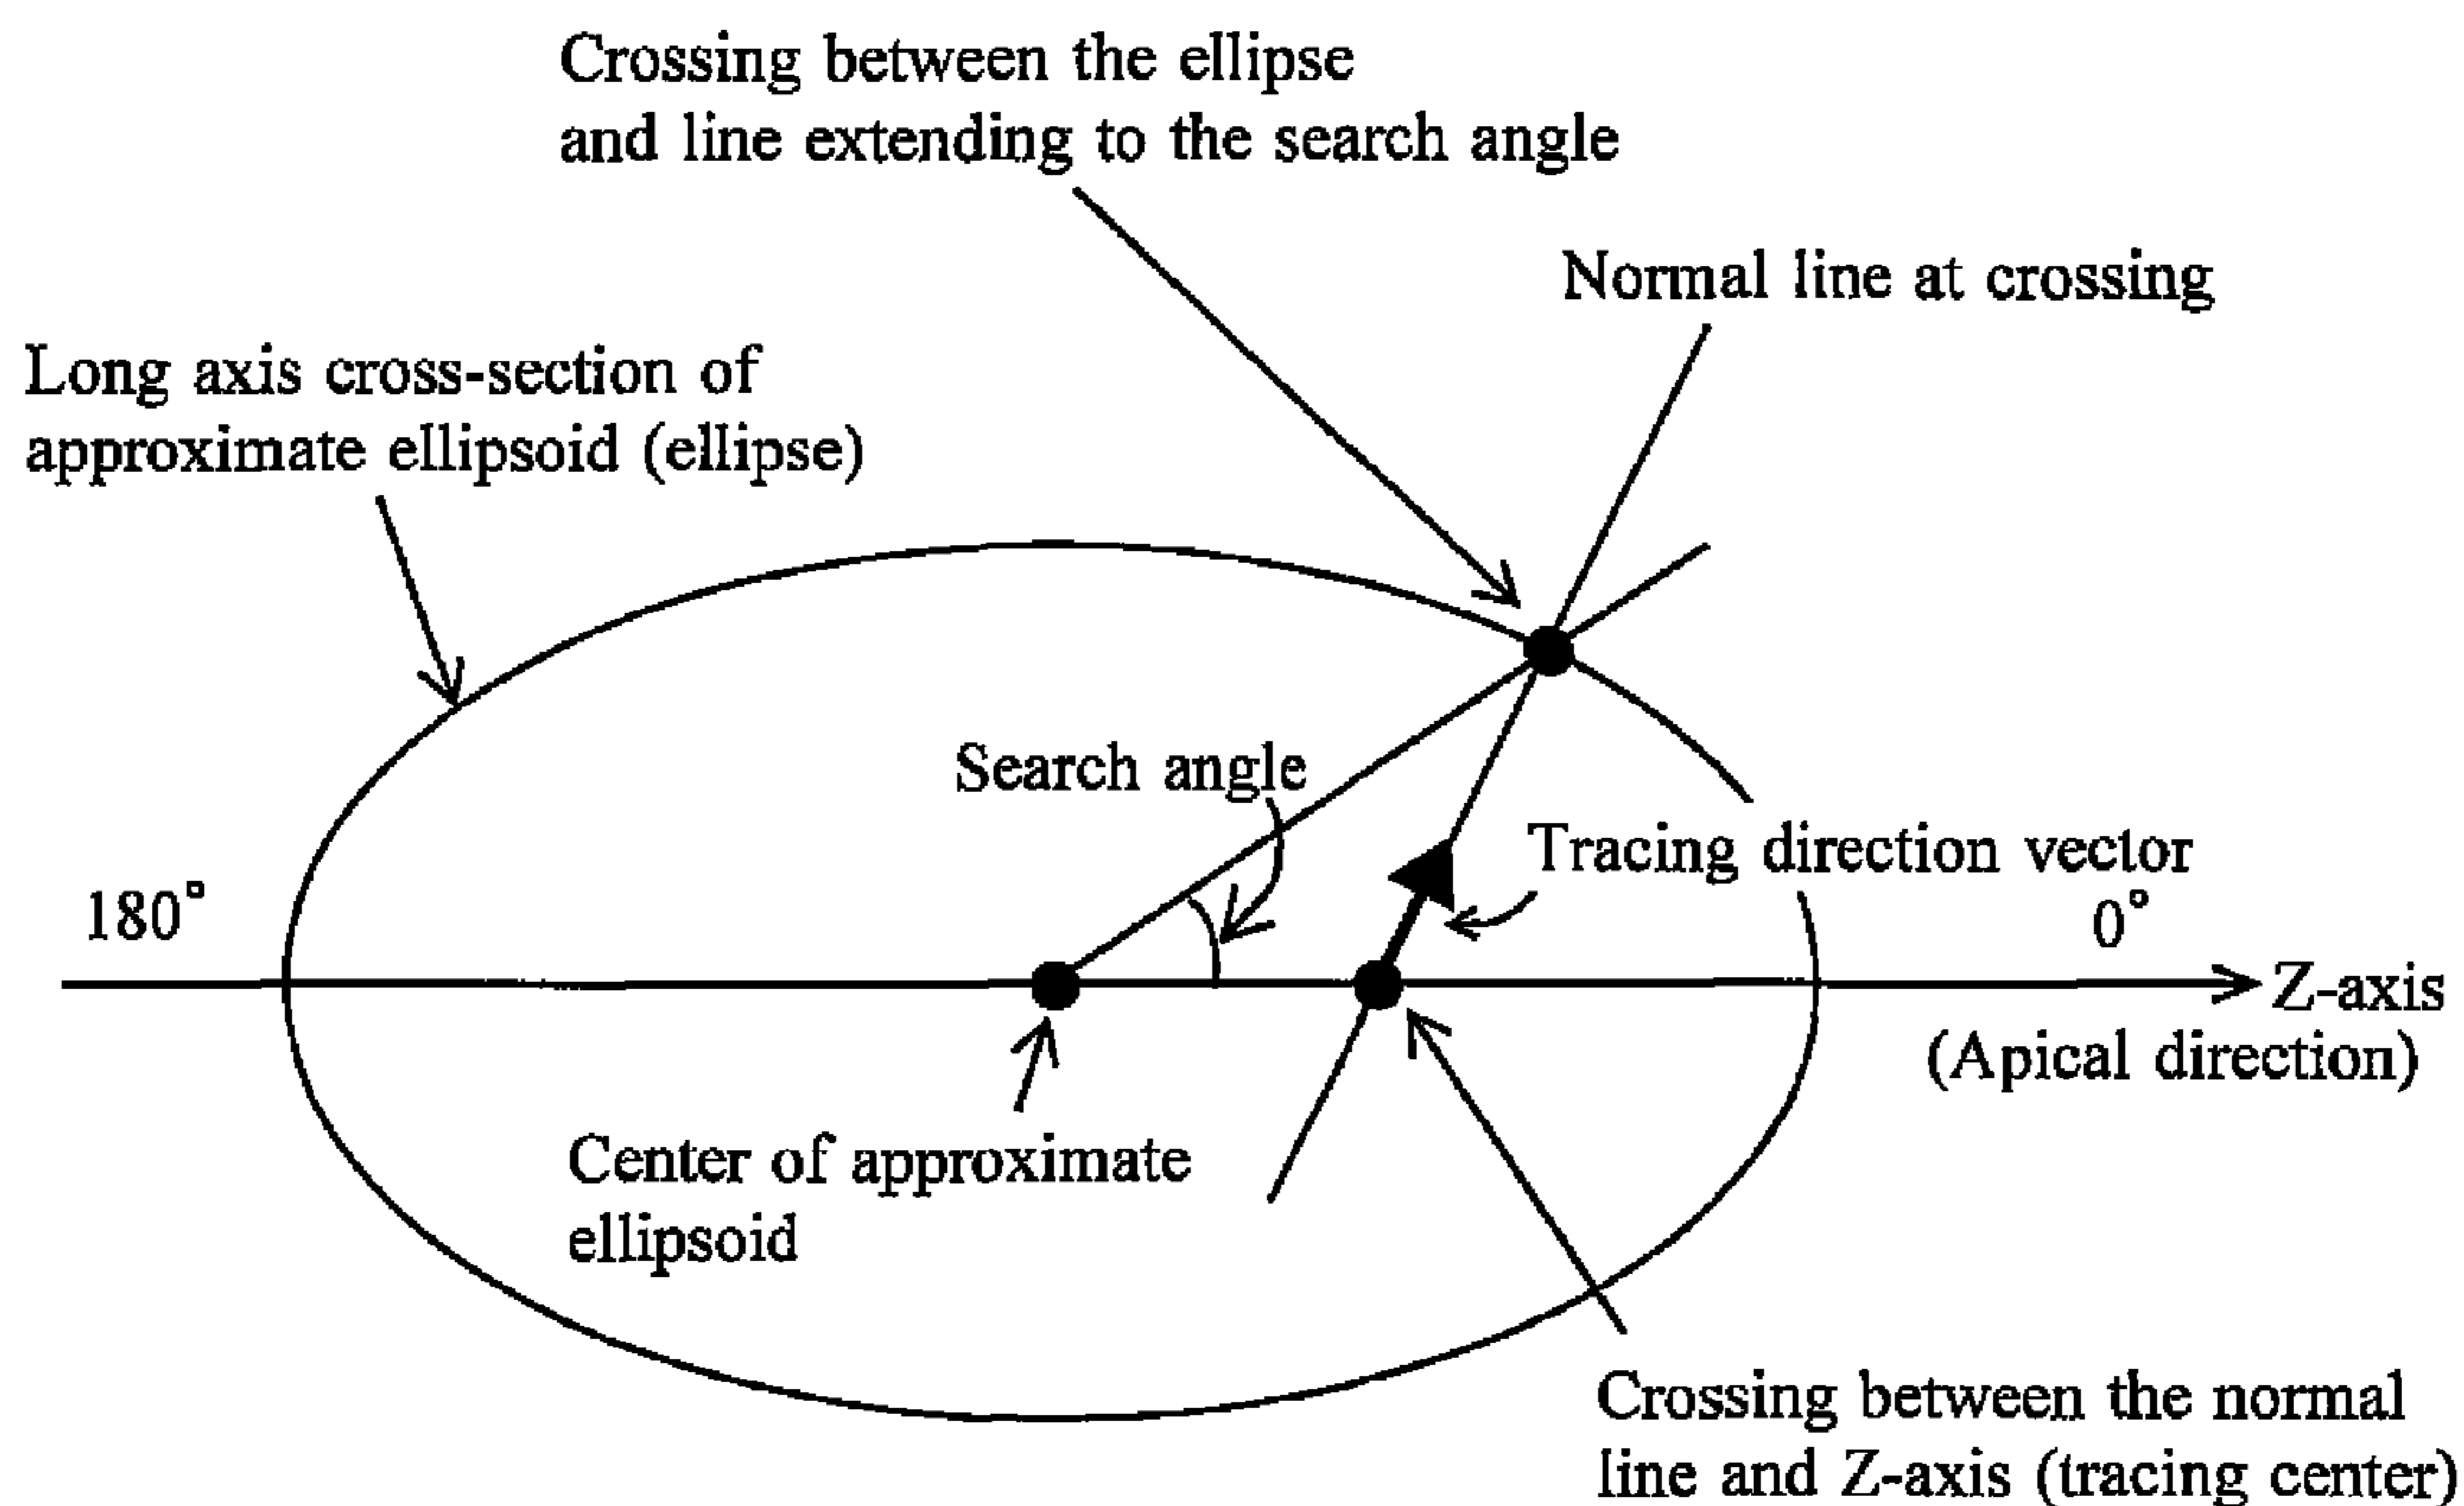 Crossing between the ellipse
and line extending to the search angle
Normal line at crossing
Long axis cross-section of
approximate ellipsoid (ellipse)
Search angle
Tracing direction vector
180°
0°
Z-axis
(Apical direction)
Center of approximate
ellipsoid
Crossing between the normal
line and Z-axis (tracing center)